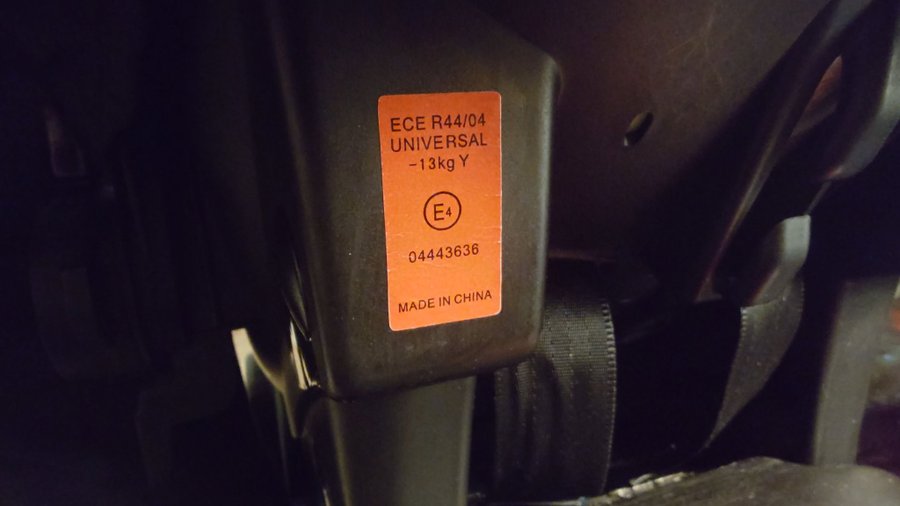 ECE R44/04
UNIVERSAL
-13kg Y
E4
04443636
MADE IN CHINA